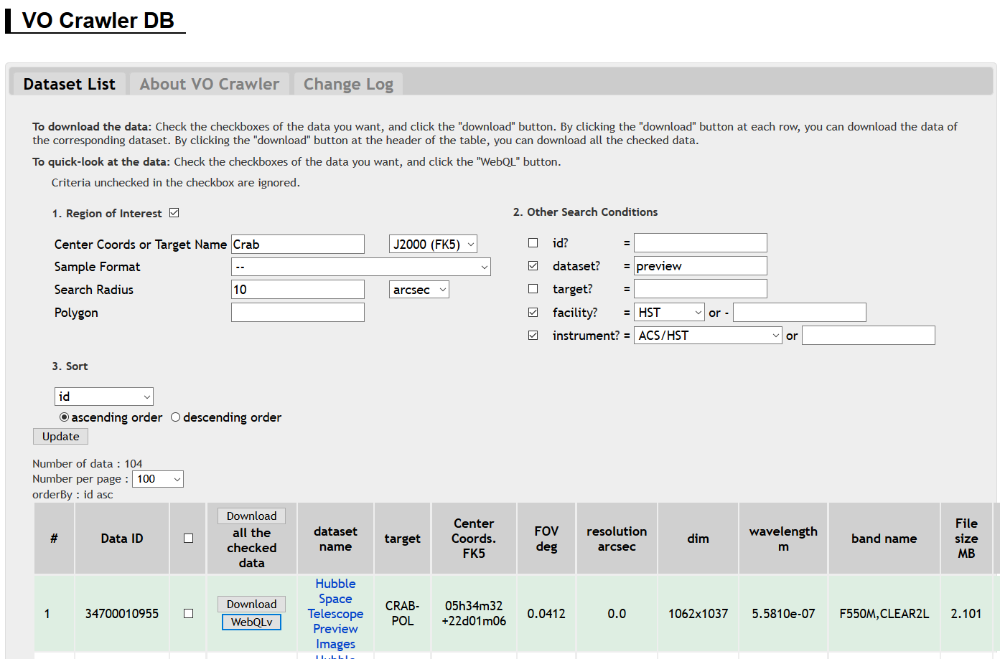 VO Crawler DB
Dataset List About VO Crawler Change Log
To download the data: Check the checkboxes of the data you want, and click the "download" button. By clicking the "download" button at each row, you can download the data of
the corresponding dataset. By clicking the "download" button at the header of the table, you can download all the checked data.
To quick-look at the data: Check the checkboxes of the data you want, and click the "WebQL" button.
Criteria unchecked in the checkbox are ignored.
1. Region of Interest
Center Coords or Target Name Crab J2000 (FK5)
Sample Format --
Search Radius 10 arcsec
Polygon
2. Other Search Conditions
id? =
dataset? = preview
target? =
facility? = HST or -
instrument? = ACS/HST or
3. Sort
id
ascending order descending order
Update
Number of data : 104
Number per page : 100
orderBy : id asc
#
Data ID
Download
all the
checked
data
dataset
name
target
Center
Coords.
FK5
FOV
deg
resolution
arcsec
dim
wavelength
m
band name
File
size
MB
1
34700010955
Download
WebQLv
Hubble
Space
Telescope
Preview
Images
CRAB-
POL
05h34m32
+22d01m06
0.0412
0.0
1062x1037
5.5810e-07
F550M,CLEAR2L
2.101
Hubble